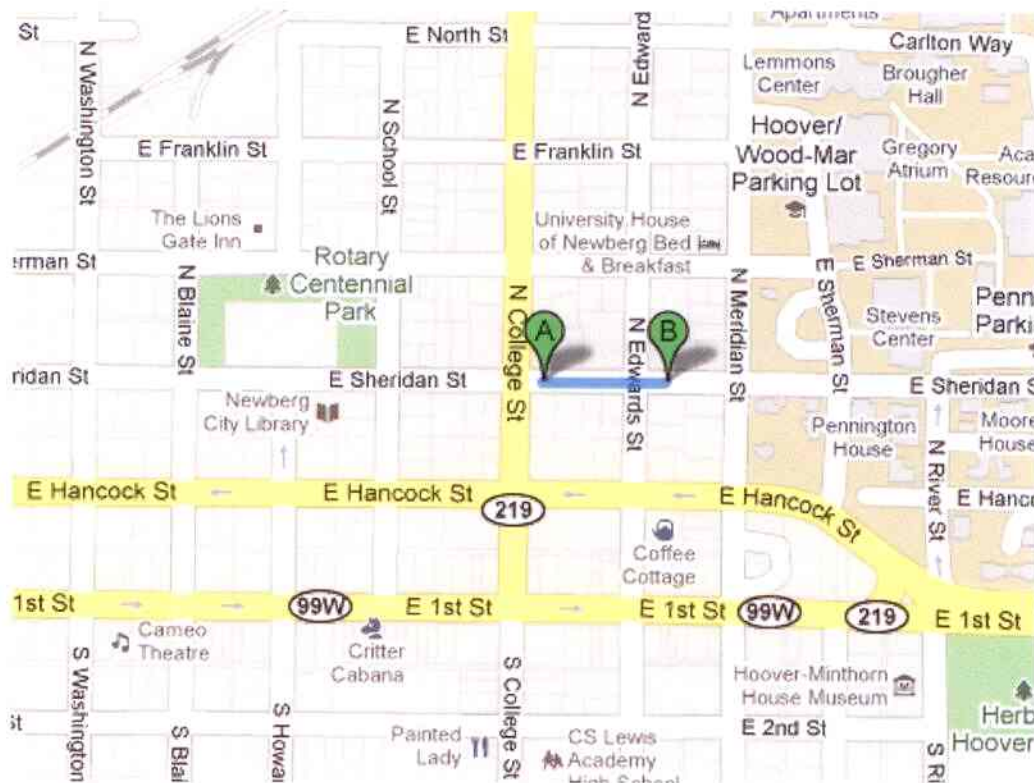 St
E North St
Apartments
Carlton Way
N Washington St
N School St
N Edward
Lemmons
Center
Brougher
Hall
E Franklin St
E Franklin St
Hoover/
Wood-Mar
Parking Lot
Gregory
Atrium
Aca
Resour
The Lions
Gate Inn
University House
of Newberg Bed
& Breakfast
erman St
E Sherman St
N Blaine St
Rotary
Centennial
Park
N College St
A
N Edwards St
B
N Meridian St
E Sherman St
Stevens
Center
Penn
Parki
ridan St
E Sheridan St
E Sheridan S
Newberg
City Library
Pennington
House
Moore
House
N River St
E Hancock St
E Hancock St
E Hancock St
E Hanc
219
Coffee
Cottage
1st St
99W
E 1st St
E 1st St
99W
219
E 1st St
Cameo
Theatre
Critter
Cabana
S Washington
S Blai
S Howa
S College St
Hoover-Minthorn
House Museum
Herb
Hoover
st
E 2nd St
Painted
Lady
CS Lewis
Academy
High School
S Ri